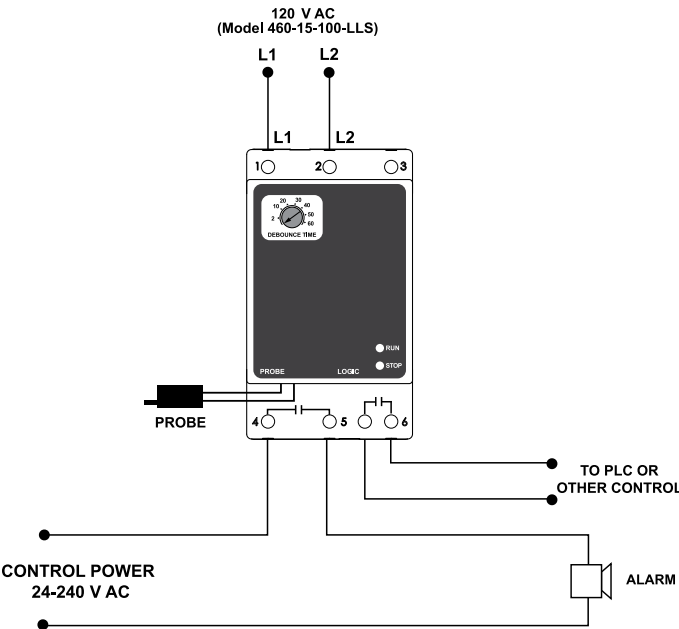 120 V AC
(Model 460-15-100-LLS)
L1 L2
L1 L2
1 2 3
20 30
10 40
2 50
60
DEBOUNCE TIME
RUN
STOP
PROBE LOGIC
PROBE
4 5 6
TO PLC OR
OTHER CONTROL
CONTROL POWER
24-240 V AC
ALARM